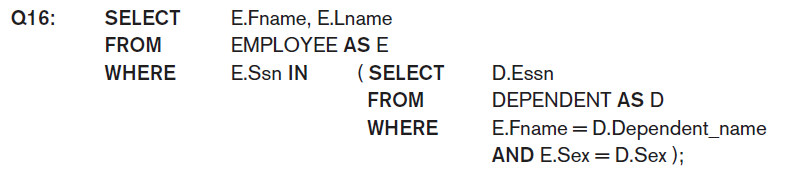 Q16: SELECT E.Fname, E.Lname
FROM EMPLOYEE AS E
WHERE E.Ssn IN ( SELECT D.Essn
FROM DEPENDENT AS D
WHERE E.Fname = D.Dependent_name
AND E.Sex = D.Sex );